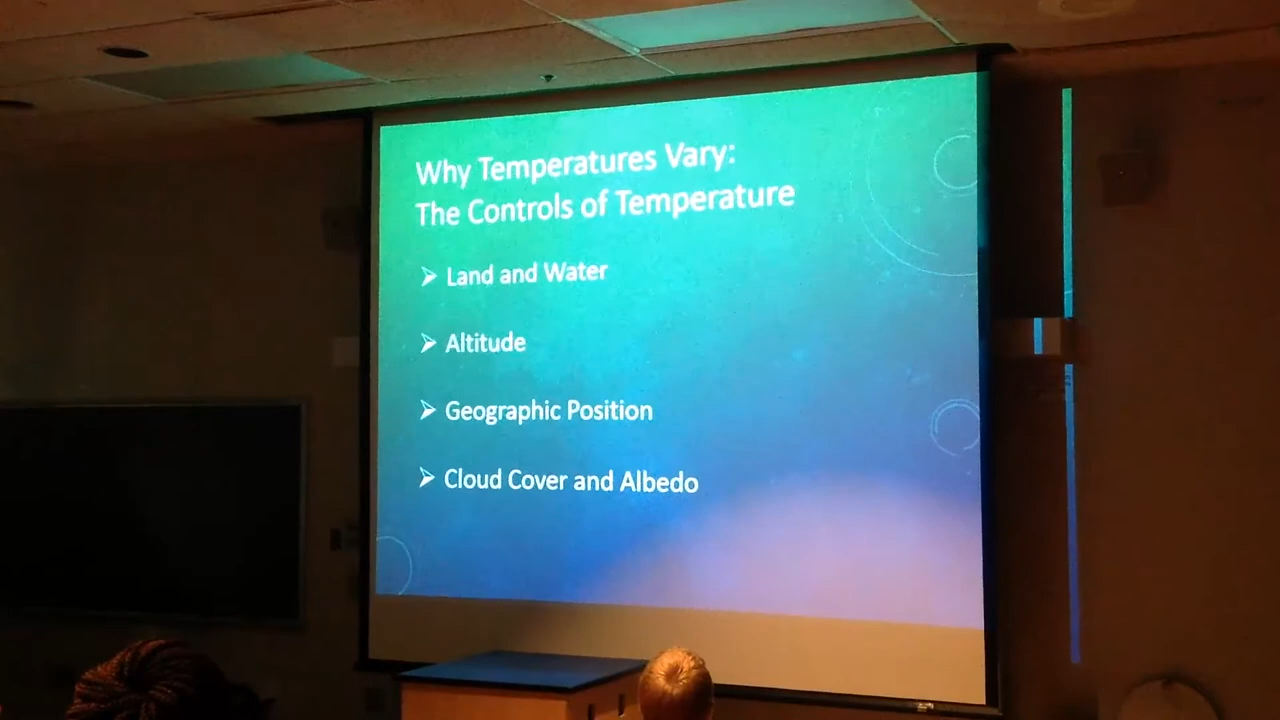 Why Temperatures Vary:
The Controls of Temperature
➢ Land and Water
➢ Altitude
➢ Geographic Position
➢ Cloud Cover and Albedo